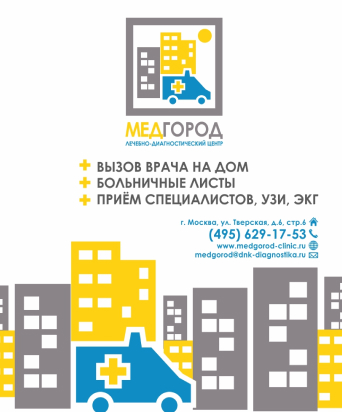 МЕДГОРОД
ЛЕЧЕБНО-ДИАГНОСТИЧЕСКИЙ ЦЕНТР
ВЫЗОВ ВРАЧА НА ДОМ
БОЛЬНИЧНЫЕ ЛИСТЫ
ПРИЁМ СПЕЦИАЛИСТОВ, УЗИ, ЭКГ
г. Москва, ул. Тверская, д.6, стр.6
(495) 629-17-53
www.medgorod-clinic.ru
medgorod@dnk-diagnostika.ru